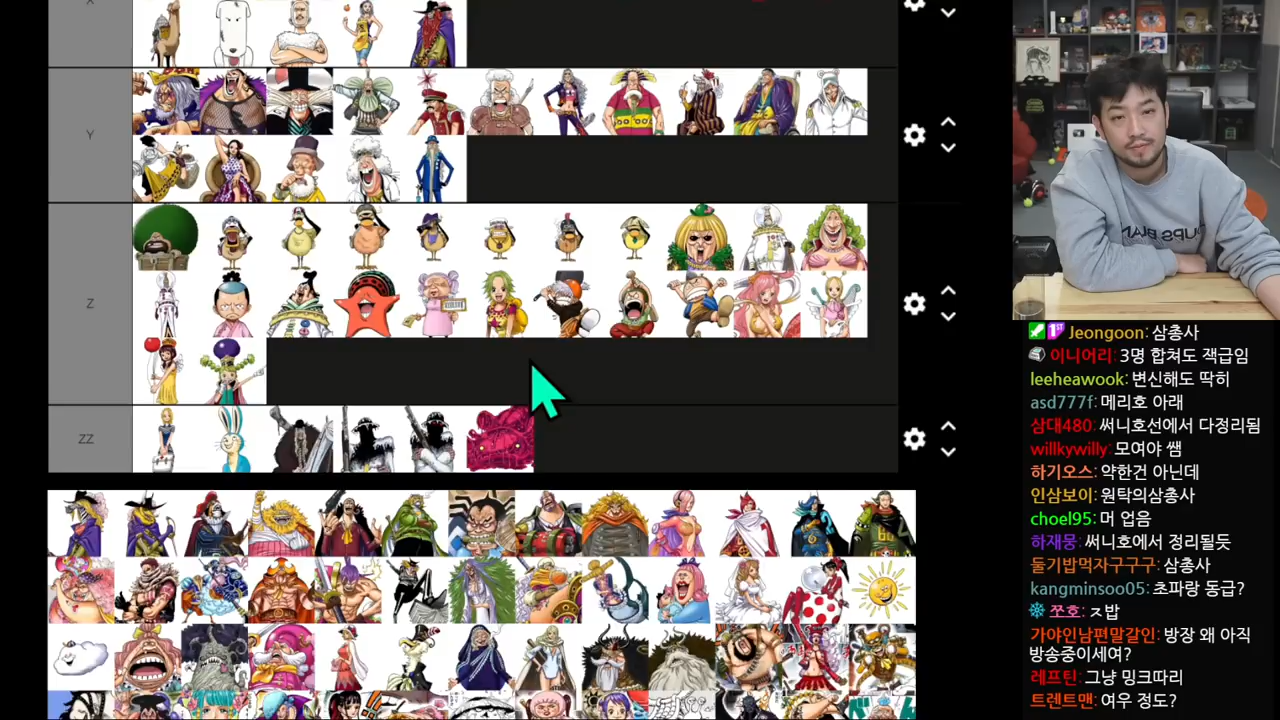 X
Y
Z
ZZ
Jeongoon: 삼총사
이니어리: 3명 합쳐도 잭급임
leeheawook: 변신해도 딱히
asd777f: 메리호 아래
삼대480: 써니호선에서 다정리됨
willkywilly: 모여야 쌤
하기오스: 약한건 아닌데
인삼보이: 원탁의삼총사
choel95: 머 업음
하재뭉: 써니호에서 정리될듯
둘기밥먹자구구구: 삼총사
kangminsoo05: 초파랑 동급?
쪼호: ㅈ밥
가야인남편말갈인: 방장 왜 아직
방송중이세여?
레프틴: 그냥 밍크따리
트렌트맨: 여우 정도?